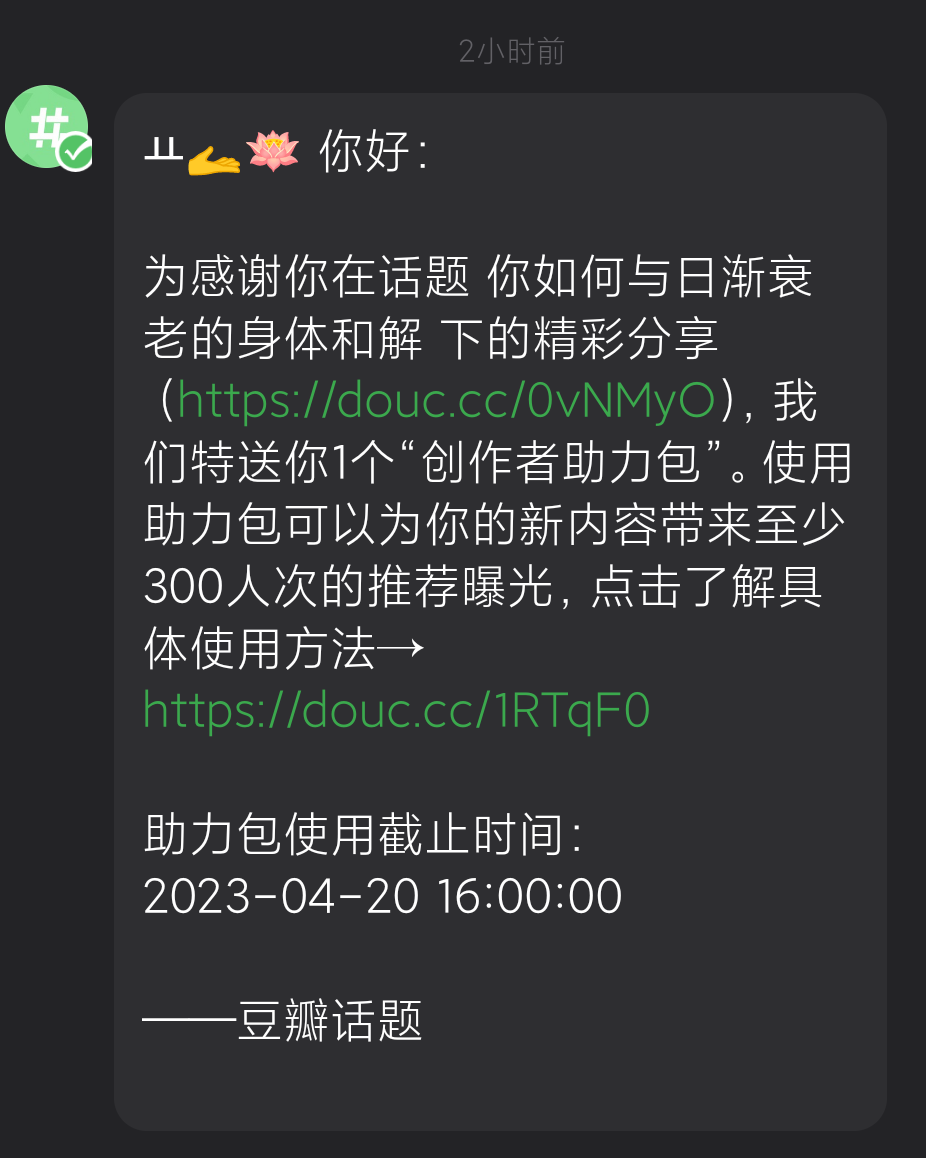 2小时前
#
ㅛ🫴🪷 你好：
为感谢你在话题 你如何与日渐衰
老的身体和解 下的精彩分享
（https://douc.cc/0vNMyO），我
们特送你1个“创作者助力包”。使用
助力包可以为你的新内容带来至少
300人次的推荐曝光，点击了解具
体使用方法→
https://douc.cc/1RTqF0
助力包使用截止时间：
2023-04-20 16:00:00
——豆瓣话题